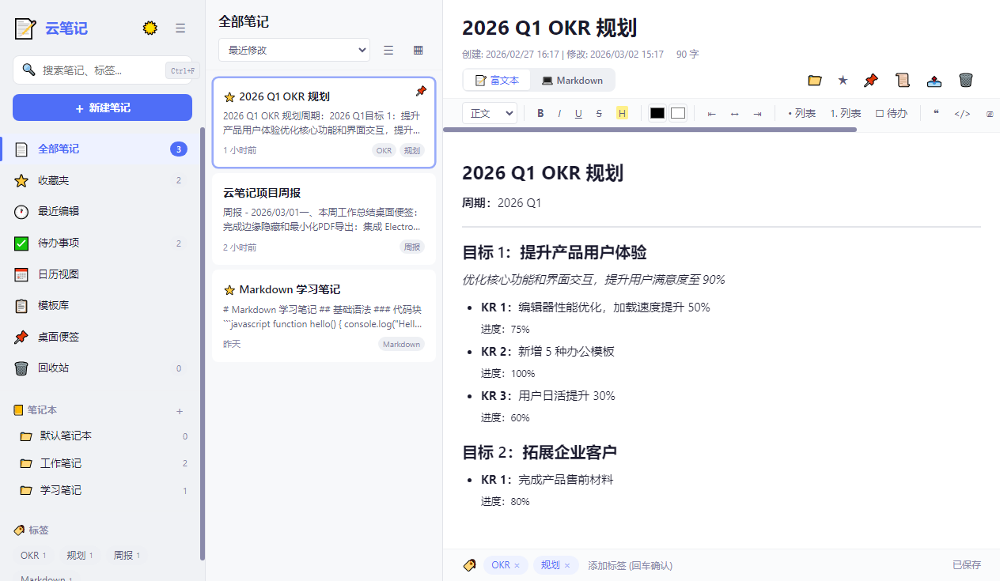 云笔记
搜索笔记、标签...
Ctrl+F
+ 新建笔记
全部笔记
3
收藏夹
2
最近编辑
待办事项
2
日历视图
模板库
桌面便签
回收站
0
笔记本
+
默认笔记本
0
工作笔记
2
学习笔记
1
标签
OKR 1
规划 1
周报 1
Markdown 1
全部笔记
最近修改
2026 Q1 OKR 规划
2026 Q1 OKR 规划周期：2026 Q1目标 1：提升
产品用户体验优化核心功能和界面交互，提升...
1 小时前
OKR
规划
云笔记项目周报
周报 - 2026/03/01一、本周工作总结桌面便签：
完成边缘隐藏和最小化PDF导出：集成 Electro...
2 小时前
周报
Markdown 学习笔记
# Markdown 学习笔记 ## 基础语法 ### 代码块
```javascript function hello() { console.log("Hell...
昨天
Markdown
2026 Q1 OKR 规划
创建: 2026/02/27 16:17 | 修改: 2026/03/02 15:17
90 字
富文本
Markdown
正文
B
I
U
S
H
• 列表
1. 列表
☐ 待办
❝
</>
2026 Q1 OKR 规划
周期：2026 Q1
目标 1：提升产品用户体验
优化核心功能和界面交互，提升用户满意度至 90%
• KR 1：编辑器性能优化，加载速度提升 50%
进度：75%
• KR 2：新增 5 种办公模板
进度：100%
• KR 3：用户日活提升 30%
进度：60%
目标 2：拓展企业客户
• KR 1：完成产品售前材料
进度：80%
OKR ×
规划 ×
添加标签 (回车确认)
已保存